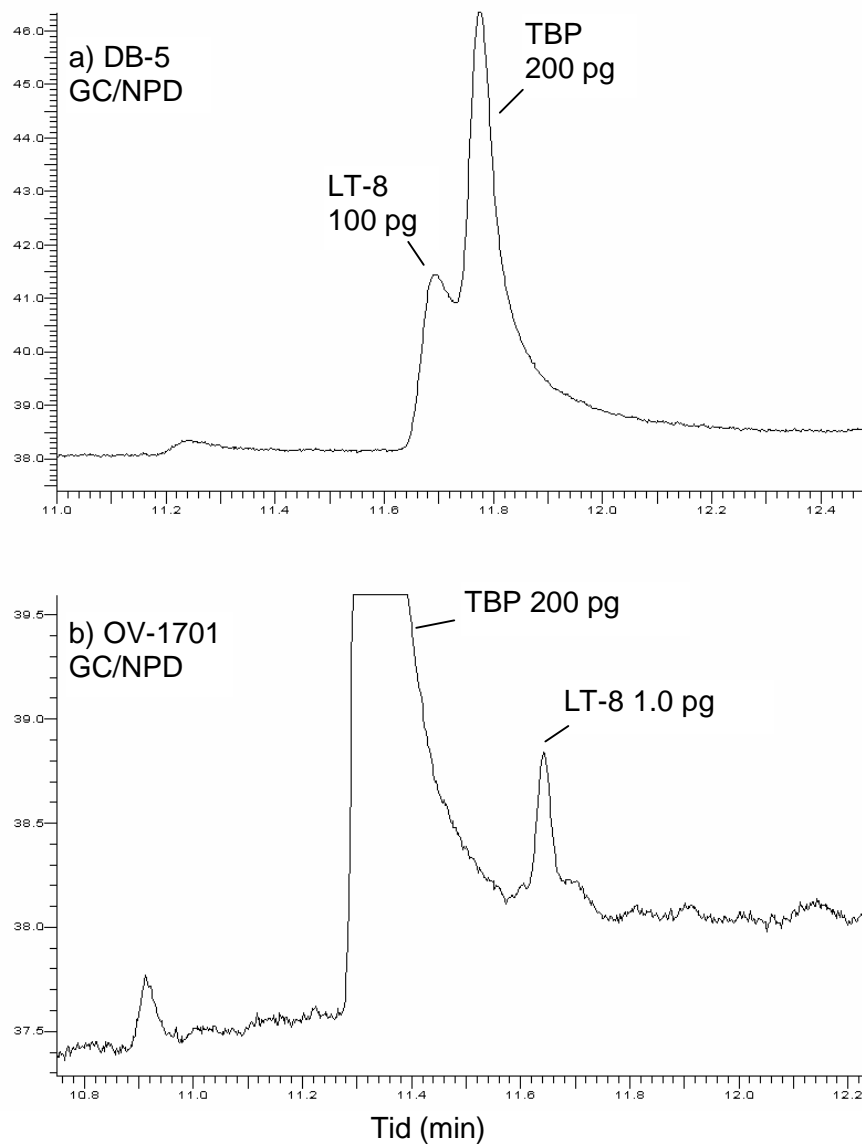 46.0
a) DB-5
GC/NPD
TBP
200 pg
45.0
44.0
43.0
LT-8
100 pg
42.0
41.0
40.0
39.0
38.0
11.0 11.2 11.4 11.6 11.8 12.0 12.2 12.4
39.5
TBP 200 pg
b) OV-1701
GC/NPD
39.0
LT-8 1.0 pg
38.5
38.0
37.5
10.8 11.0 11.2 11.4 11.6 11.8 12.0 12.2
Tid (min)